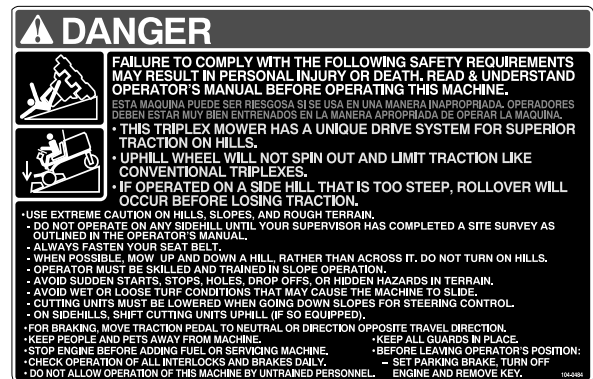 DANGER
FAILURE TO COMPLY WITH THE FOLLOWING SAFETY REQUIREMENTS
MAY RESULT IN PERSONAL INJURY OR DEATH. READ & UNDERSTAND
OPERATOR'S MANUAL BEFORE OPERATING THIS MACHINE.
ESTA MAQUINA PUEDE SER RIESGOSA SI SE USA EN UNA MANERA INAPROPRIADA. OPERADORES
DEBEN ESTAR MUY BIEN ENTRENADOS EN LA MANERA APROPRIADA DE OPERAR LA MAQUINA.
• THIS TRIPLEX MOWER HAS A UNIQUE DRIVE SYSTEM FOR SUPERIOR
TRACTION ON HILLS.
• UPHILL WHEEL WILL NOT SPIN OUT AND LIMIT TRACTION LIKE
CONVENTIONAL TRIPLEXES.
• IF OPERATED ON A SIDE HILL THAT IS TOO STEEP, ROLLOVER WILL
OCCUR BEFORE LOSING TRACTION.
•USE EXTREME CAUTION ON HILLS, SLOPES, AND ROUGH TERRAIN.
- DO NOT OPERATE ON ANY SIDEHILL UNTIL YOUR SUPERVISOR HAS COMPLETED A SITE SURVEY AS
OUTLINED IN THE OPERATOR'S MANUAL.
- ALWAYS FASTEN YOUR SEAT BELT.
- WHEN POSSIBLE, MOW UP AND DOWN A HILL, RATHER THAN ACROSS IT. DO NOT TURN ON HILLS.
- OPERATOR MUST BE SKILLED AND TRAINED IN SLOPE OPERATION.
- AVOID SUDDEN STARTS, STOPS, HOLES, DROP OFFS, OR HIDDEN HAZARDS IN TERRAIN.
- AVOID WET OR LOOSE TURF CONDITIONS THAT MAY CAUSE THE MACHINE TO SLIDE.
- CUTTING UNITS MUST BE LOWERED WHEN GOING DOWN SLOPES FOR STEERING CONTROL.
- ON SIDEHILLS, SHIFT CUTTING UNITS UPHILL (IF SO EQUIPPED).
•FOR BRAKING, MOVE TRACTION PEDAL TO NEUTRAL OR DIRECTION OPPOSITE TRAVEL DIRECTION.
•KEEP PEOPLE AND PETS AWAY FROM MACHINE.
•STOP ENGINE BEFORE ADDING FUEL OR SERVICING MACHINE.
•CHECK OPERATION OF ALL INTERLOCKS AND BRAKES DAILY.
• DO NOT ALLOW OPERATION OF THIS MACHINE BY UNTRAINED PERSONNEL.
•KEEP ALL GUARDS IN PLACE.
•BEFORE LEAVING OPERATOR'S POSITION:
– SET PARKING BRAKE, TURN OFF
ENGINE AND REMOVE KEY.
104-0484